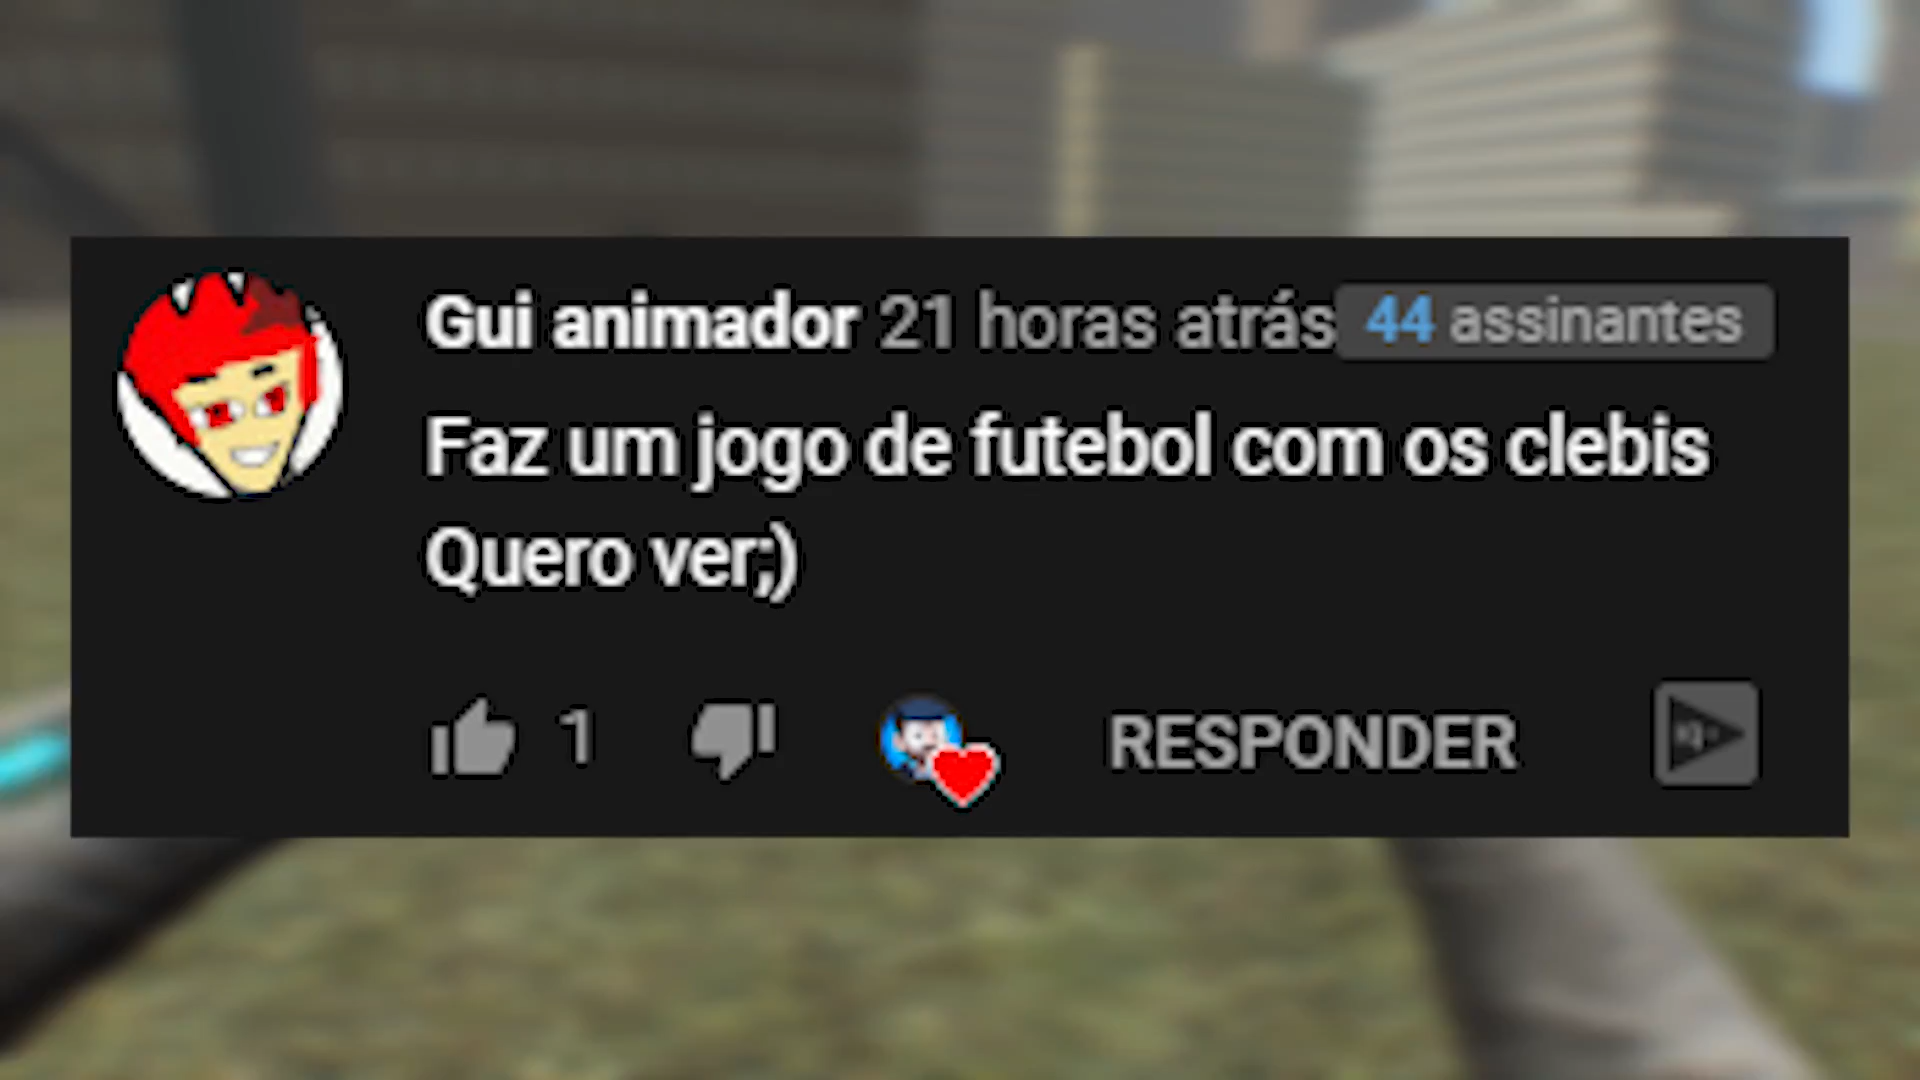 Gui animador 21 horas atrás 44 assinantes
Faz um jogo de futebol com os clebis
Quero ver;)
1 RESPONDER